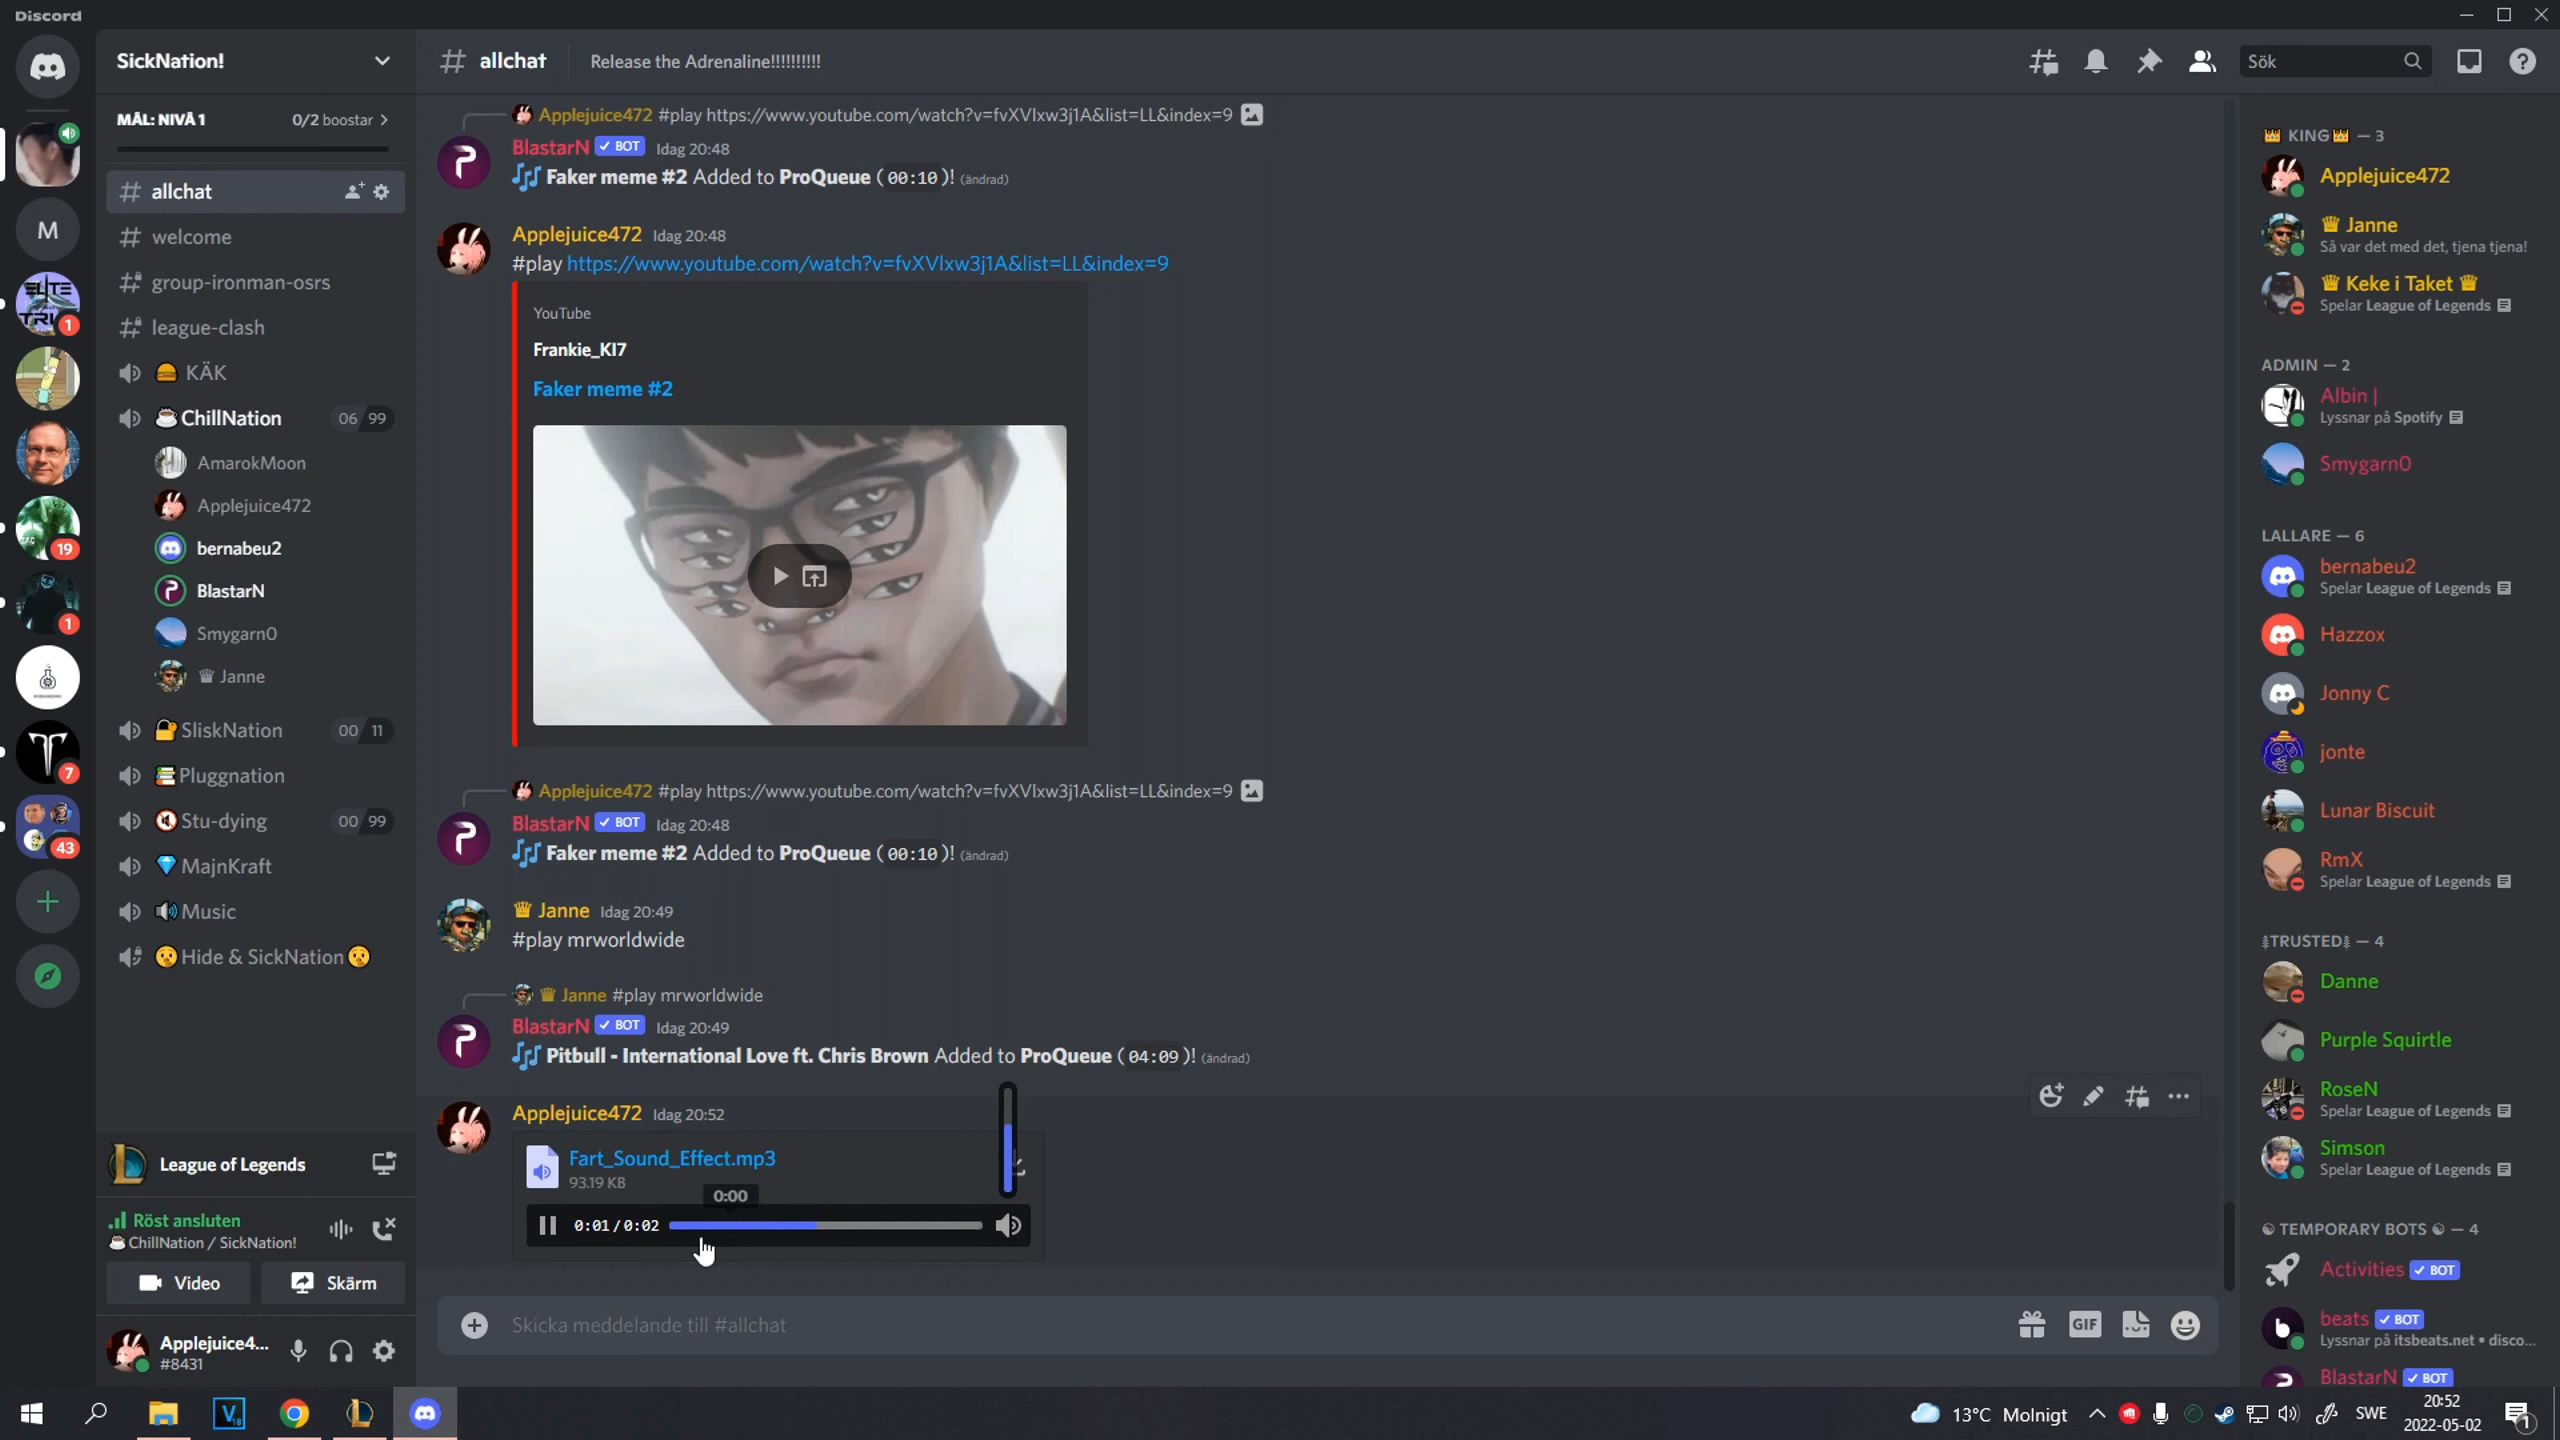 Discord
SickNation!
MÅL: NIVÅ 1
0/2 boostar
allchat
welcome
group-ironman-osrs
league-clash
KÄK
ChillNation
06 99
AmarokMoon
Applejuice472
bernabeu2
BlastarN
Smygarn0
Janne
SliskNation
00 11
Pluggnation
Stu-dying
00 99
MajnKraft
Music
Hide & SickNation
M
ELITE
1
19
1
7
43
League of Legends
Röst ansluten
ChillNation / SickNation!
Video
Skärm
Applejuice4...
#8431
allchat
Release the Adrenaline!!!!!!!!!!
Sök
Applejuice472 #play https://www.youtube.com/watch?v=fvXVlxw3j1A&list=LL&index=9
BlastarN BOT Idag 20:48
Faker meme #2 Added to ProQueue ( 00:10 )! (ändrad)
Applejuice472 Idag 20:48
#play https://www.youtube.com/watch?v=fvXVlxw3j1A&list=LL&index=9
YouTube
Frankie_KI7
Faker meme #2
Applejuice472 #play https://www.youtube.com/watch?v=fvXVlxw3j1A&list=LL&index=9
BlastarN BOT Idag 20:48
Faker meme #2 Added to ProQueue ( 00:10 )! (ändrad)
Janne Idag 20:49
#play mrworldwide
Janne #play mrworldwide
BlastarN BOT Idag 20:49
Pitbull - International Love ft. Chris Brown Added to ProQueue ( 04:09 )! (ändrad)
Applejuice472 Idag 20:52
Fart_Sound_Effect.mp3
93.19 KB
0:00
0:01/0:02
Skicka meddelande till #allchat
GIF
KING — 3
Applejuice472
Janne
Så var det med det, tjena tjena!
Keke i Taket
Spelar League of Legends
ADMIN — 2
Albin |
Lyssnar på Spotify
Smygarn0
LALLARE — 6
bernabeu2
Spelar League of Legends
Hazzox
Jonny C
jonte
Lunar Biscuit
RmX
Spelar League of Legends
TRUSTED — 4
Danne
Purple Squirtle
RoseN
Spelar League of Legends
Simson
Spelar League of Legends
TEMPORARY BOTS — 4
Activities BOT
beats BOT
Lyssnar på itsbeats.net • disco...
BlastarN BOT
13°C Molnigt
SWE
20:52
2022-05-02
1